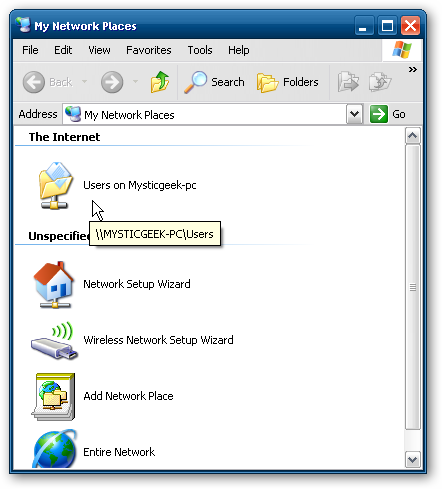 My Network Places
File Edit View Favorites Tools Help
Back Search Folders »
Address My Network Places Go
The Internet
Users on Mysticgeek-pc
\\MYSTICGEEK-PC\Users
Unspecified
Network Setup Wizard
Wireless Network Setup Wizard
Add Network Place
Entire Network